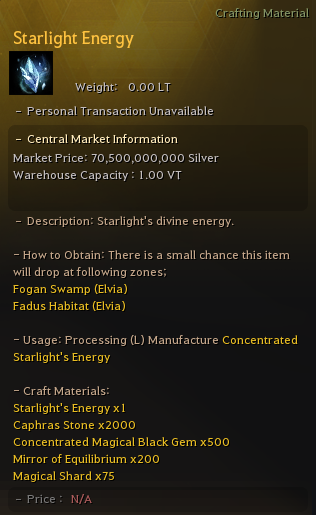 Crafting Material
Starlight Energy
Weight: 0.00 LT
- Personal Transaction Unavailable
- Central Market Information
Market Price: 70,500,000,000 Silver
Warehouse Capacity : 1.00 VT
- Description: Starlight's divine energy.
- How to Obtain: There is a small chance this item
will drop at following zones;
Fogan Swamp (Elvia)
Fadus Habitat (Elvia)
- Usage: Processing (L) Manufacture Concentrated
Starlight's Energy
- Craft Materials:
Starlight's Energy x1
Caphras Stone x2000
Concentrated Magical Black Gem x500
Mirror of Equilibrium x200
Magical Shard x75
- Price : N/A